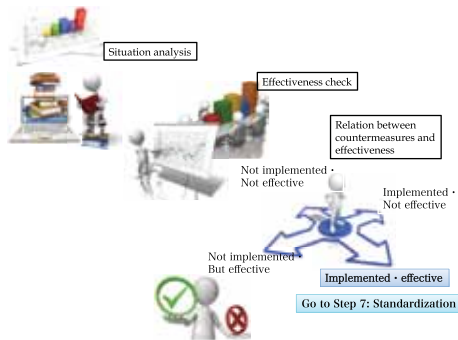 Situation analysis
Effectiveness check
Relation between
countermeasures and
effectiveness
Not implemented・
Not effective
Implemented・
Not effective
Not implemented・
But effective
Implemented・effective
Go to Step 7: Standardization